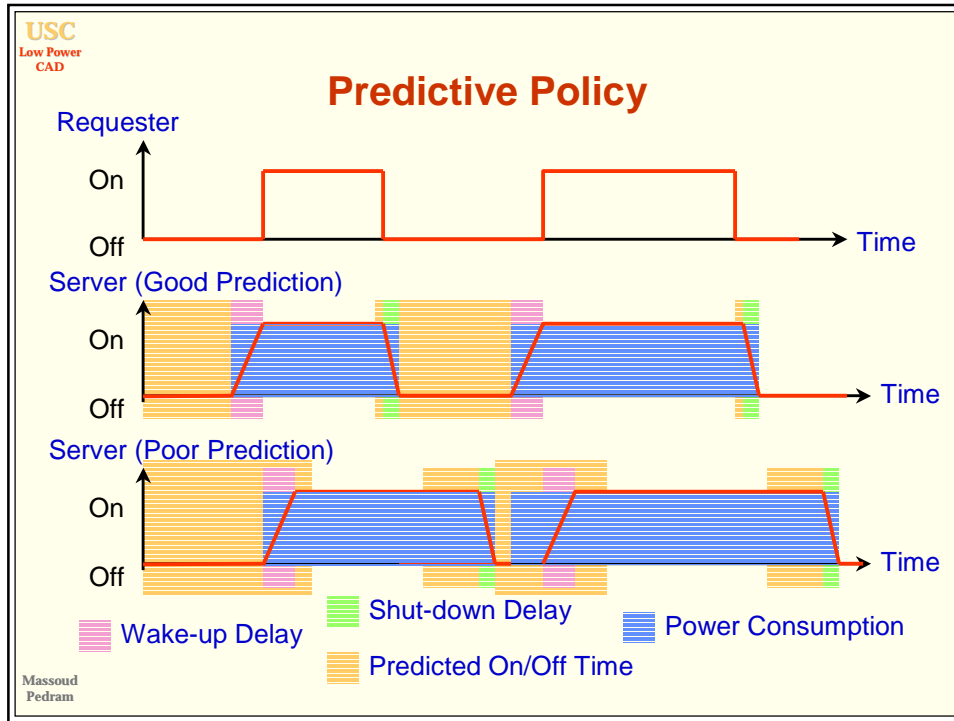 USC
Low Power
CAD
Predictive Policy
Requester
On
Off
Time
Server (Good Prediction)
On
Off
Time
Server (Poor Prediction)
On
Off
Time
Wake-up Delay
Shut-down Delay
Power Consumption
Predicted On/Off Time
Massoud
Pedram